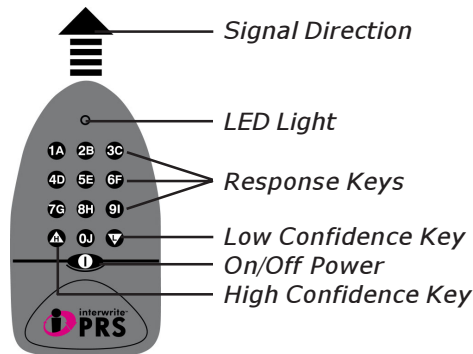 Signal Direction
LED Light
1A 2B 3C
4D 5E 6F
Response Keys
7G 8H 9I
Low Confidence Key
H 0J L
On/Off Power
I
High Confidence Key
interwrite™
PRS